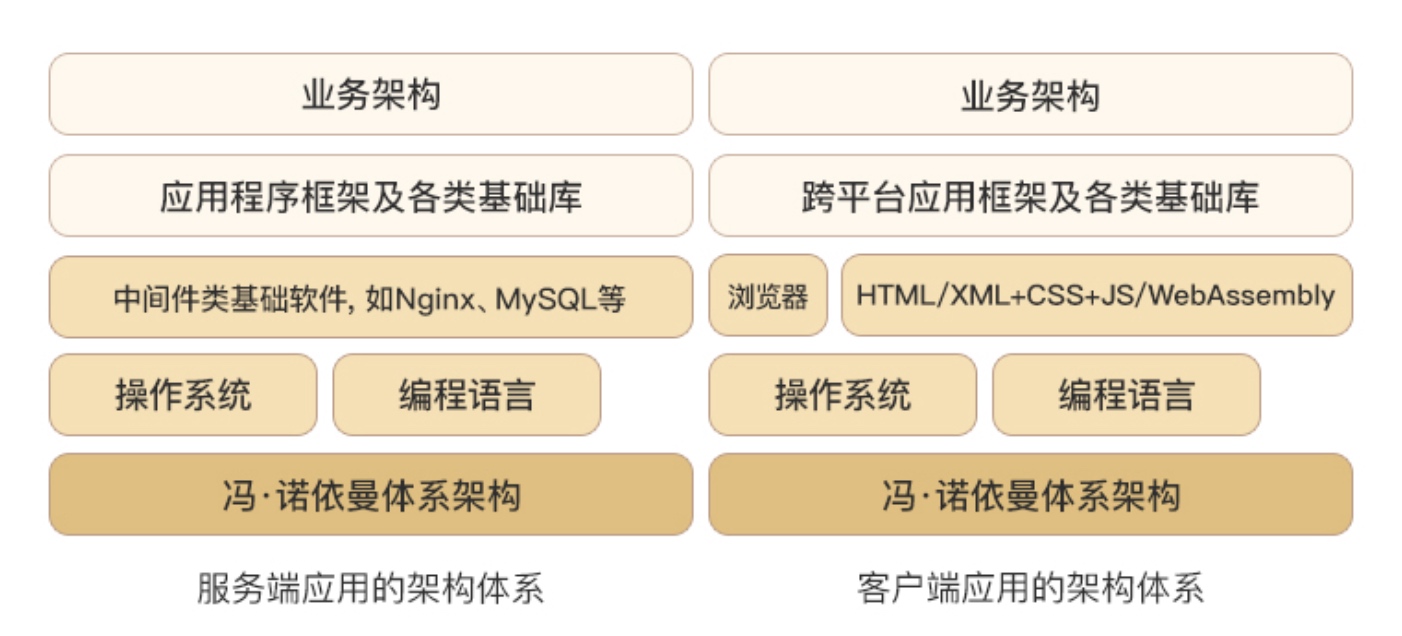 业务架构
应用程序框架及各类基础库
中间件类基础软件, 如Nginx、MySQL等
操作系统
编程语言
冯·诺依曼体系架构
服务端应用的架构体系
业务架构
跨平台应用框架及各类基础库
浏览器
HTML/XML+CSS+JS/WebAssembly
操作系统
编程语言
冯·诺依曼体系架构
客户端应用的架构体系